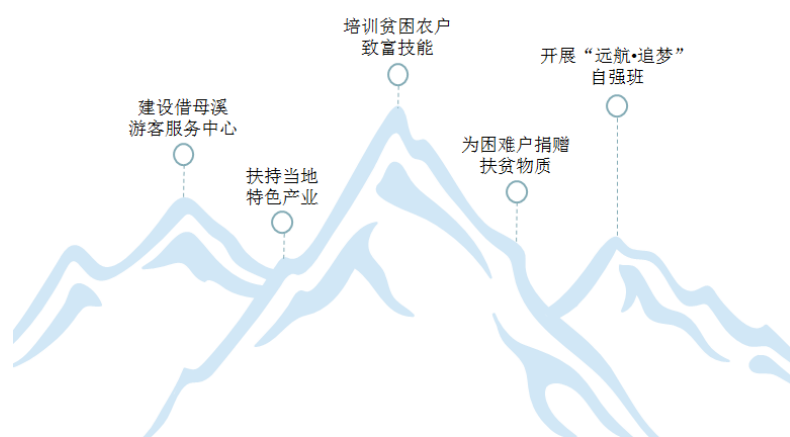 建设借母溪
游客服务中心
扶持当地
特色产业
培训贫困农户
致富技能
为困难户捐赠
扶贫物质
开展“远航•追梦”
自强班